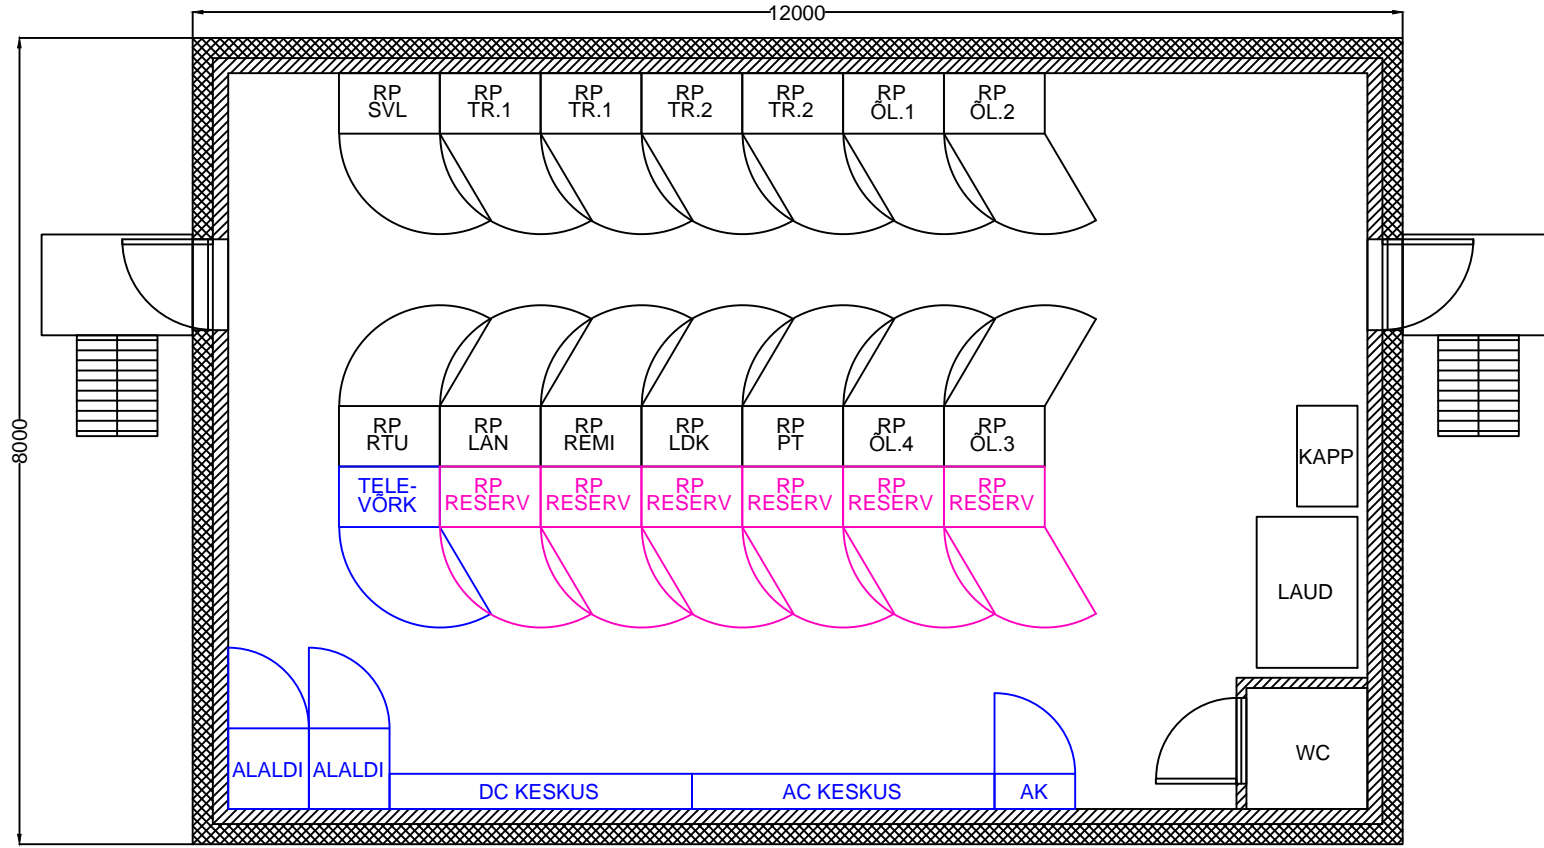 12000
RP
SVL
RP
TR.1
RP
TR.1
RP
TR.2
RP
TR.2
RP
ÕL.1
RP
ÕL.2
8000
RP
RTU
RP
LAN
RP
REMI
RP
LDK
RP
PT
RP
ÕL.4
RP
ÕL.3
TELE-
VÕRK
RP
RESERV
RP
RESERV
RP
RESERV
RP
RESERV
RP
RESERV
RP
RESERV
KAPP
LAUD
WC
ALALDI
ALALDI
DC KESKUS
AC KESKUS
AK